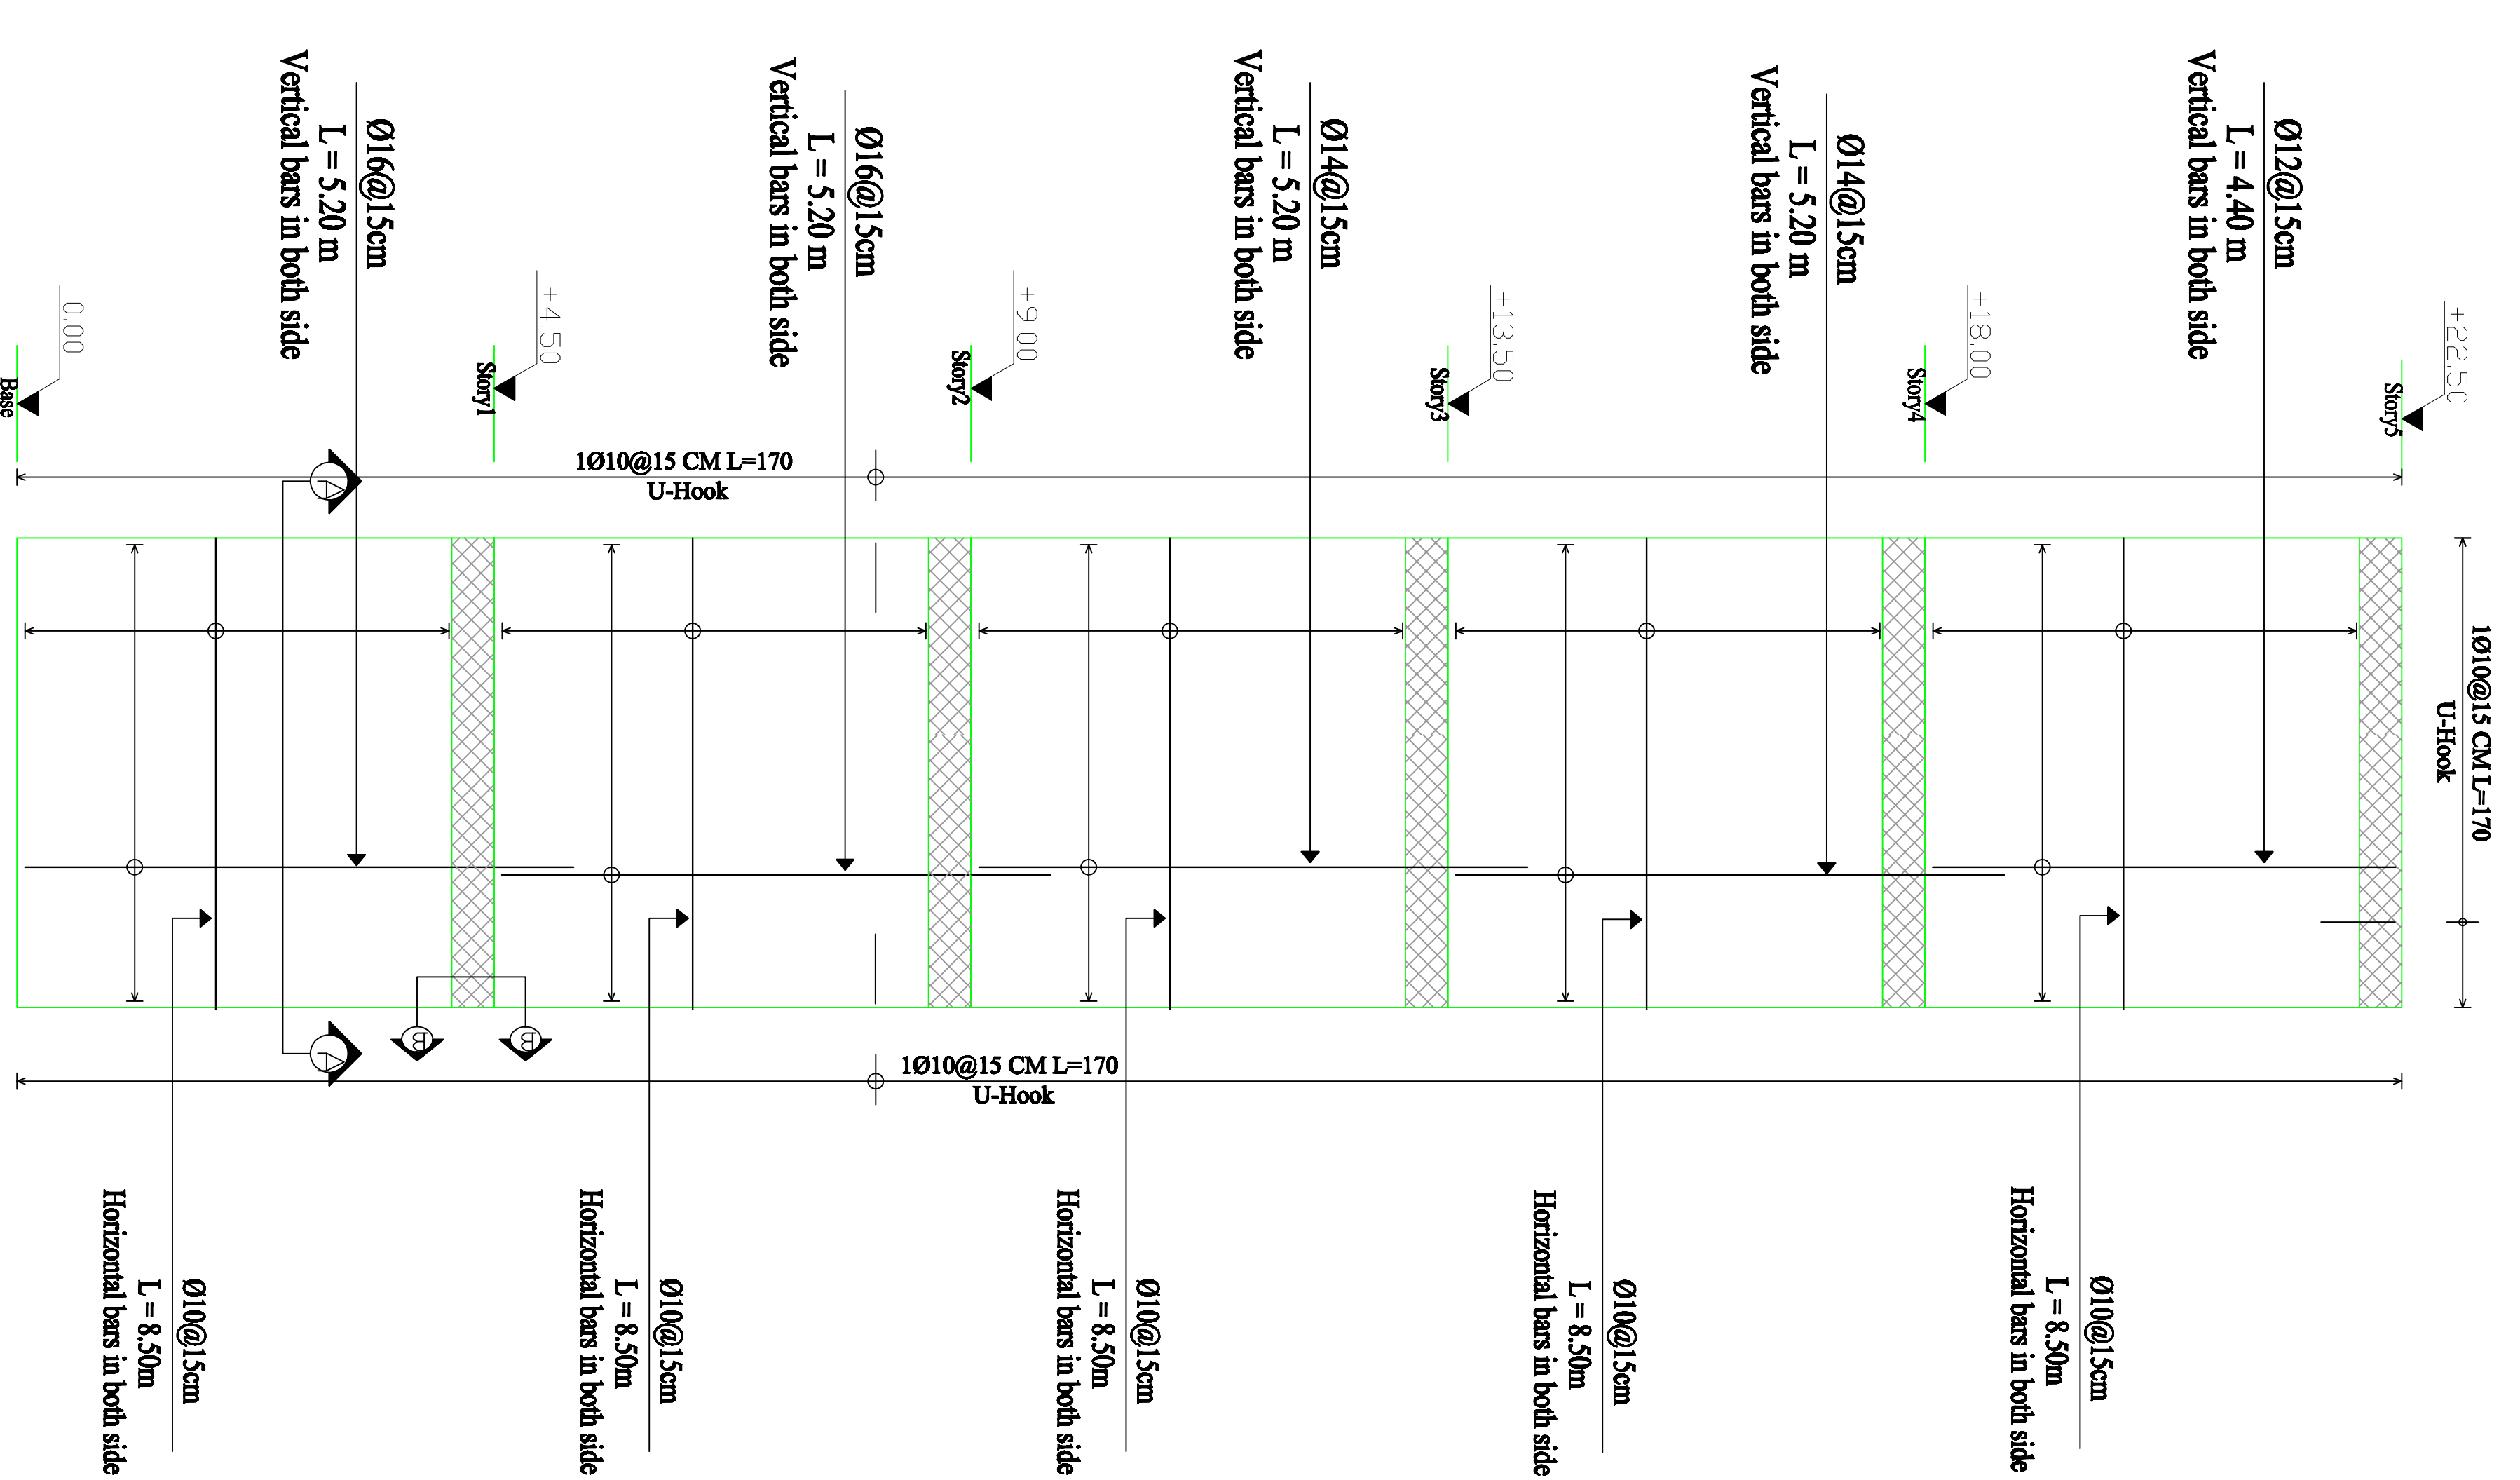 Ø16@15cm
L = 5.20 m
Vertical bars in both side
Ø16@15cm
L = 5.20 m
Vertical bars in both side
Ø14@15cm
L = 5.20 m
Vertical bars in both side
Ø14@15cm
L = 5.20 m
Vertical bars in both side
Ø12@15cm
L = 4.40 m
Vertical bars in both side
0.00
Base
+4.50
Story1
+9.00
Story2
+13.50
Story3
+18.00
Story4
+22.50
Story5
1Ø10@15 CM L=170
U-Hook
1Ø10@15 CM L=170
U-Hook
A
A
B
B
1Ø10@15 CM L=170
U-Hook
Ø10@15cm
L = 8.50m
Horizontal bars in both side
Ø10@15cm
L = 8.50m
Horizontal bars in both side
Ø10@15cm
L = 8.50m
Horizontal bars in both side
Ø10@15cm
L = 8.50m
Horizontal bars in both side
Ø10@15cm
L = 8.50m
Horizontal bars in both side